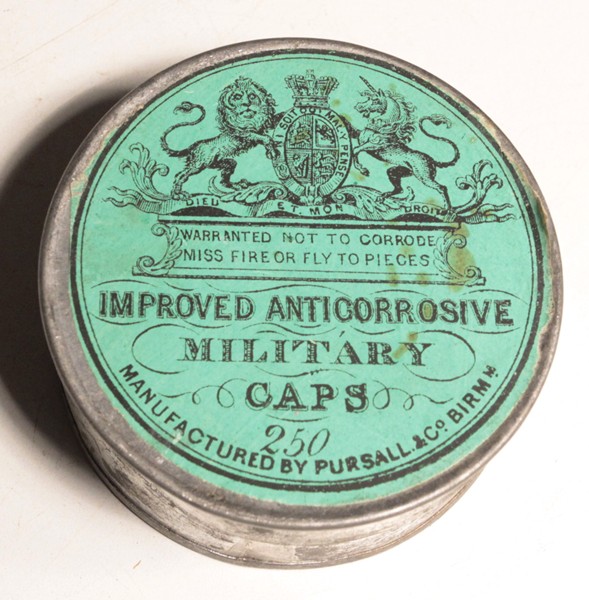 HONI SOIT QUI MAL Y PENSE
DIEU ET. MON DROIT
WARRANTED NOT TO CORRODE
MISS FIRE OR FLY TO PIECES
IMPROVED ANTICORROSIVE
MILITARY
CAPS
250
MANUFACTURED BY PURSALL.&Co. BIRMM